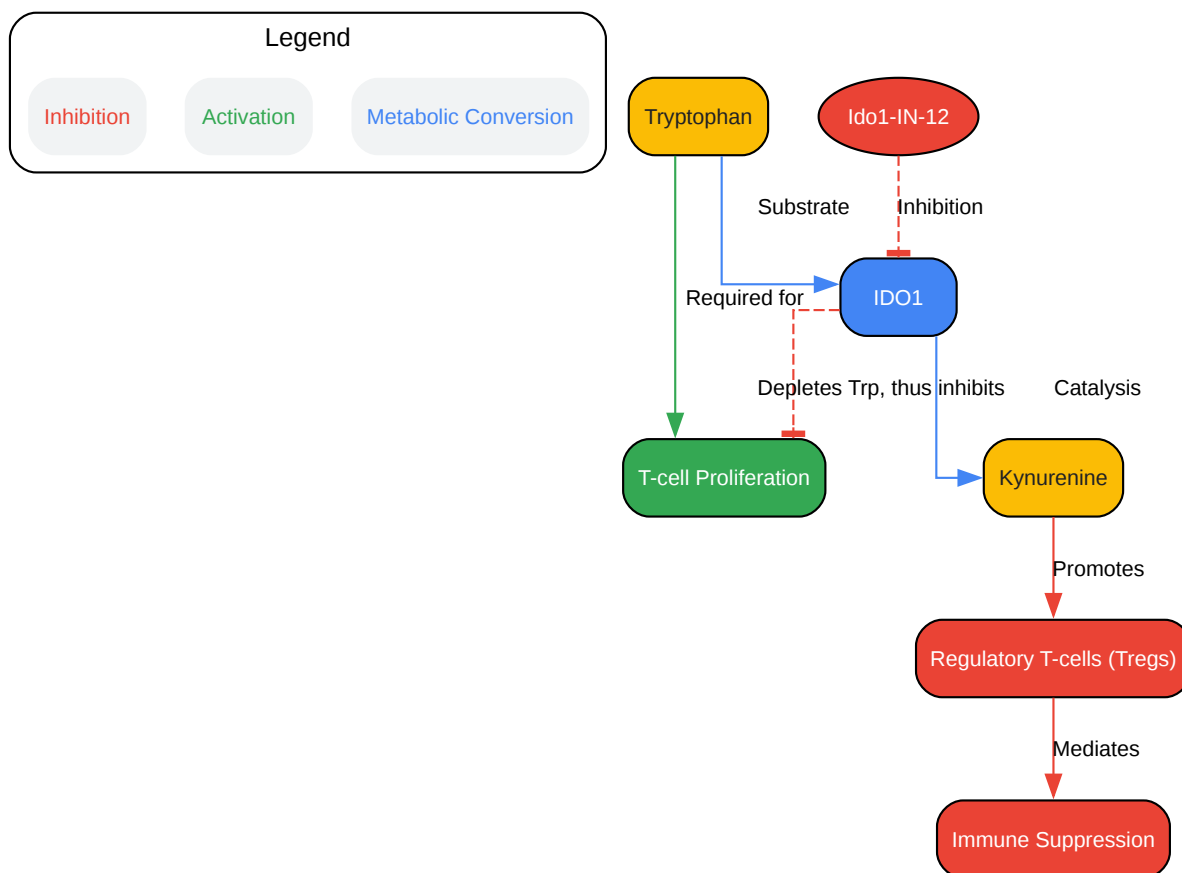 Legend
Inhibition
Activation
Metabolic Conversion
Tryptophan
Ido1-IN-12
Substrate
Inhibition
IDO1
Required for
Depletes Trp, thus inhibits
Catalysis
T-cell Proliferation
Kynurenine
Promotes
Regulatory T-cells (Tregs)
Mediates
Immune Suppression